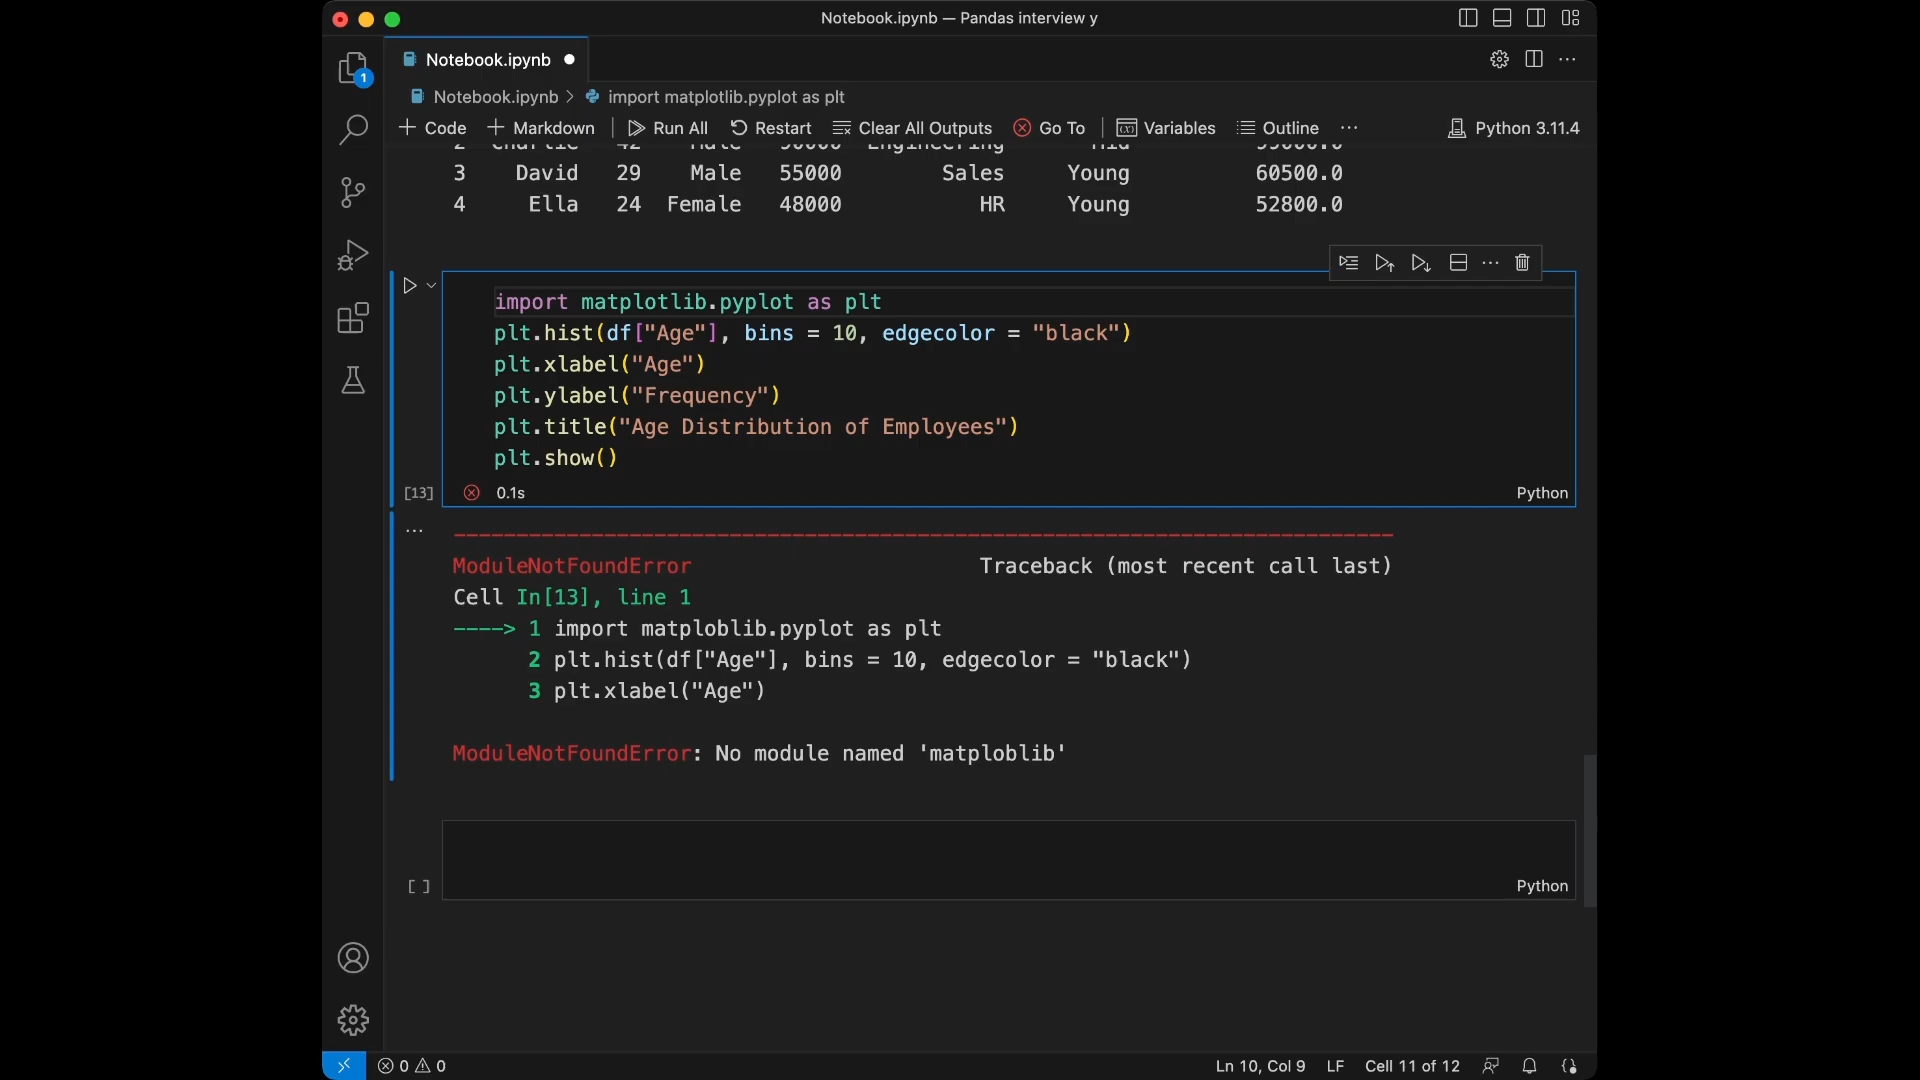 Notebook.ipynb — Pandas interview y
1
Notebook.ipynb
Notebook.ipynb > import matplotlib.pyplot as plt
Code Markdown Run All Restart Clear All Outputs Go To Variables Outline ... Python 3.11.4
3 David 29 Male 55000 Sales Young 60500.0
4 Ella 24 Female 48000 HR Young 52800.0
import matplotlib.pyplot as plt
plt.hist(df["Age"], bins = 10, edgecolor = "black")
plt.xlabel("Age")
plt.ylabel("Frequency")
plt.title("Age Distribution of Employees")
plt.show()
[13] 0.1s Python
--------------------------------------------------------------------------
ModuleNotFoundError Traceback (most recent call last)
Cell In[13], line 1
----> 1 import matploblib.pyplot as plt
2 plt.hist(df["Age"], bins = 10, edgecolor = "black")
3 plt.xlabel("Age")
ModuleNotFoundError: No module named 'matploblib'
[ ] Python
0 0 Ln 10, Col 9 LF Cell 11 of 12